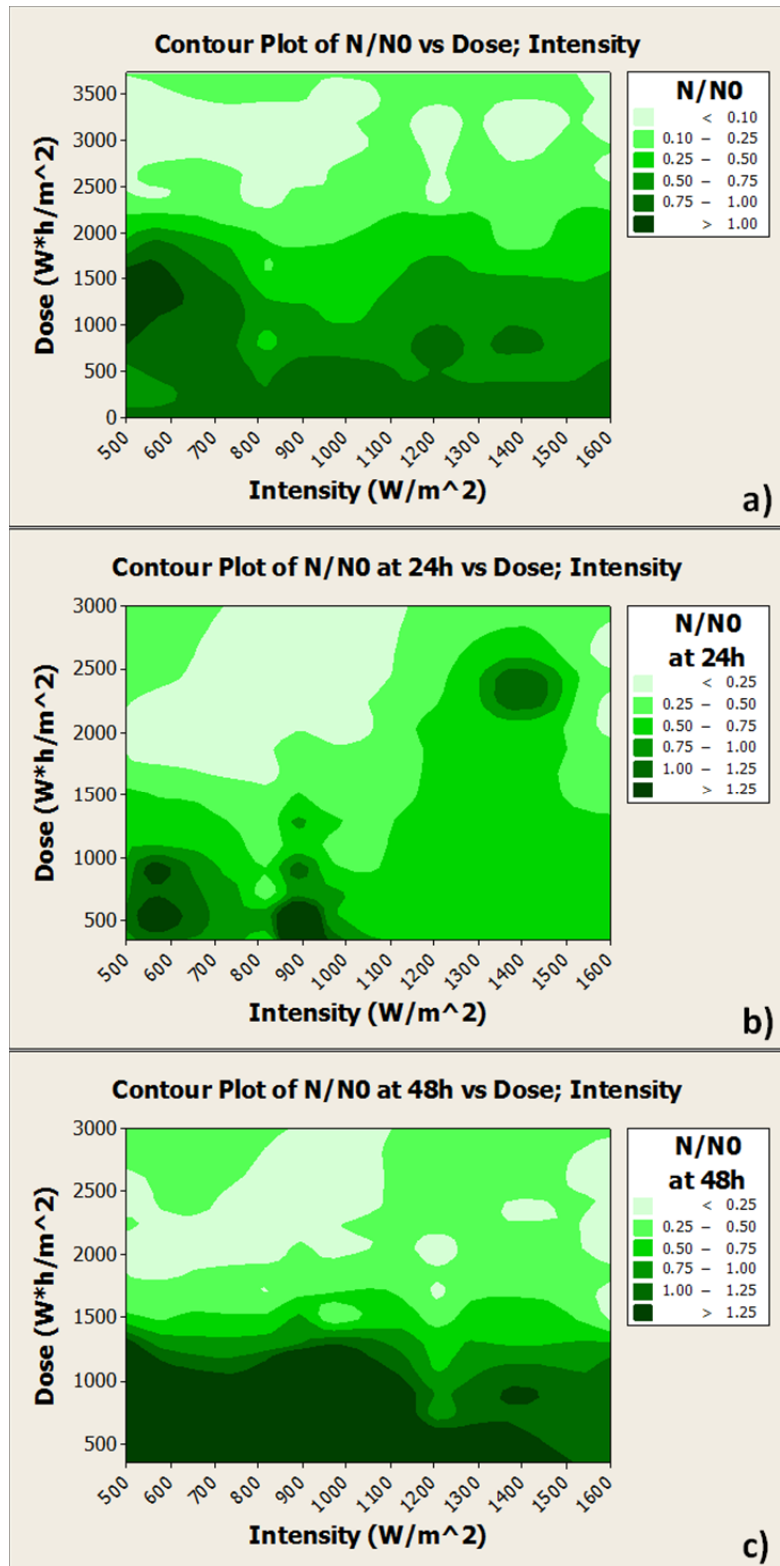 Contour Plot of N/N0 vs Dose; Intensity
N/N0
< 0.10
0.10 – 0.25
0.25 – 0.50
0.50 – 0.75
0.75 – 1.00
> 1.00
Dose (W*h/m^2)
3500
3000
2500
2000
1500
1000
500
0
500 600 700 800 900 1000 1100 1200 1300 1400 1500 1600
Intensity (W/m^2)
a)
Contour Plot of N/N0 at 24h vs Dose; Intensity
N/N0
at 24h
< 0.25
0.25 – 0.50
0.50 – 0.75
0.75 – 1.00
1.00 – 1.25
> 1.25
Dose (W*h/m^2)
3000
2500
2000
1500
1000
500
500 600 700 800 900 1000 1100 1200 1300 1400 1500 1600
Intensity (W/m^2)
b)
Contour Plot of N/N0 at 48h vs Dose; Intensity
N/N0
at 48h
< 0.25
0.25 – 0.50
0.50 – 0.75
0.75 – 1.00
1.00 – 1.25
> 1.25
Dose (W*h/m^2)
3000
2500
2000
1500
1000
500
500 600 700 800 900 1000 1100 1200 1300 1400 1500 1600
Intensity (W/m^2)
c)